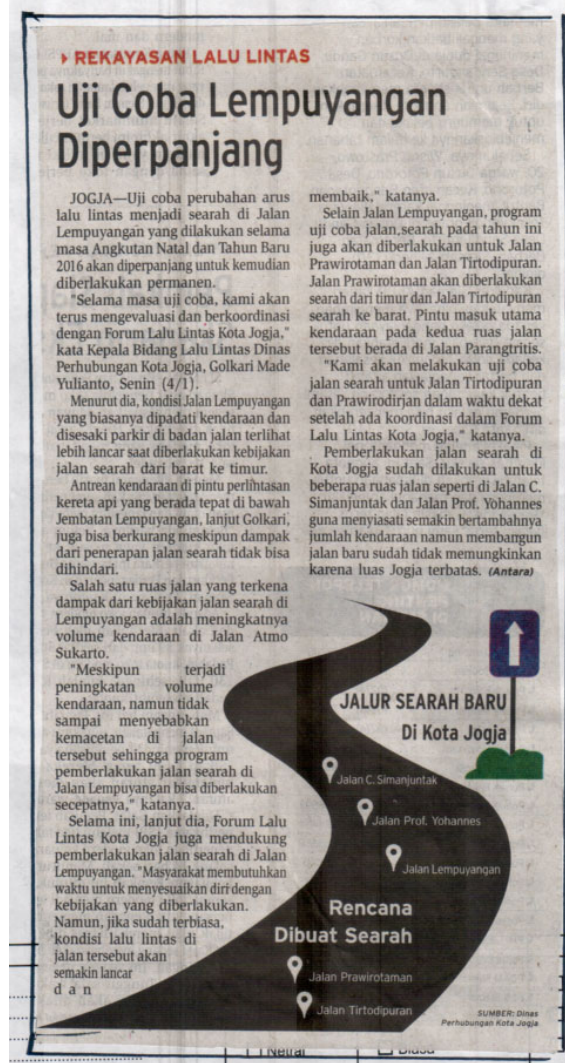 REKAYASAN LALU LINTAS
Uji Coba Lempuyangan
Diperpanjang
JOGJA—Uji coba perubahan arus
lalu lintas menjadi searah di Jalan
Lempuyangan yang dilakukan selama
masa Angkutan Natal dan Tahun Baru
2016 akan diperpanjang untuk kemudian
diberlakukan permanen.
"Selama masa uji coba, kami akan
terus mengevaluasi dan berkoordinasi
dengan Forum Lalu Lintas Kota Jogja,"
kata Kepala Bidang Lalu Lintas Dinas
Perhubungan Kota Jogja, Golkari Made
Yulianto, Senin (4/1).
Menurut dia, kondisi Jalan Lempuyangan
yang biasanya dipadati kendaraan dan
disesaki parkir di badan jalan terlihat
lebih lancar saat diberlakukan kebijakan
jalan searah dari barat ke timur.
Antrean kendaraan di pintu perlintasan
kereta api yang berada tepat di bawah
Jembatan Lempuyangan, lanjut Golkari,
juga bisa berkurang meskipun dampak
dari penerapan jalan searah tidak bisa
dihindari.
Salah satu ruas jalan yang terkena
dampak dari kebijakan jalan searah di
Lempuyangan adalah meningkatnya
volume kendaraan di Jalan Atmo
Sukarto.
"Meskipun terjadi
peningkatan volume
kendaraan, namun tidak
sampai menyebabkan
kemacetan di jalan
tersebut sehingga program
pemberlakukan jalan searah di
Jalan Lempuyangan bisa diberlakukan
secepatnya," katanya.
Selama ini, lanjut dia, Forum Lalu
Lintas Kota Jogja juga mendukung
pemberlakukan jalan searah di Jalan
Lempuyangan. "Masyarakat membutuhkan
waktu untuk menyesuaikan diri dengan
kebijakan yang diberlakukan.
Namun, jika sudah terbiasa,
kondisi lalu lintas di
jalan tersebut akan
semakin lancar
dan
membaik," katanya.
Selain Jalan Lempuyangan, program
uji coba jalan,searah pada tahun ini
juga akan diberlakukan untuk Jalan
Prawirotaman dan Jalan Tirtodipuran.
Jalan Prawirotaman akan diberlakukan
searah dari timur dan Jalan Tirtodipuran
searah ke barat. Pintu masuk utama
kendaraan pada kedua ruas jalan
tersebut berada di Jalan Parangtritis.
"Kami akan melakukan uji coba
jalan searah untuk Jalan Tirtodipuran
dan Prawirodirjan dalam waktu dekat
setelah ada koordinasi dalam Forum
Lalu Lintas Kota Jogja," katanya.
Pemberlakukan jalan searah di
Kota Jogja sudah dilakukan untuk
beberapa ruas jalan seperti di Jalan C.
Simanjuntak dan Jalan Prof. Yohannes
guna menyiasati semakin bertambahnya
jumlah kendaraan namun membangun
jalan baru sudah tidak memungkinkan
karena luas Jogja terbatas. (Antara)
JALUR SEARAH BARU
Di Kota Jogja
Jalan C. Simanjuntak
Jalan Prof. Yohannes
Jalan Lempuyangan
Rencana
Dibuat Searah
Jalan Prawirotaman
Jalan Tirtodipuran
SUMBER: Dinas
Perhubungan Kota Jogja
Netral